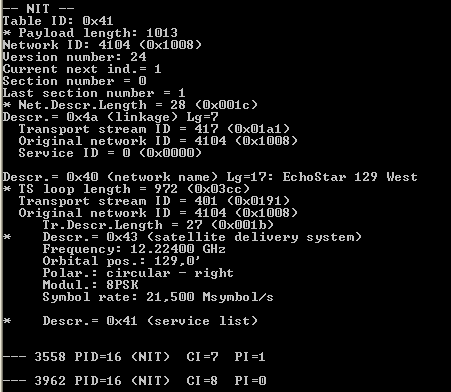 -- NIT --
Table ID: 0x41
* Payload length: 1013
Network ID: 4104 (0x1008)
Version number: 24
Current next ind.= 1
Section number = 0
Last section number = 1
* Net.Descr.Length = 28 (0x001c)
Descr.= 0x4a (linkage) Lg=7
Transport stream ID = 417 (0x01a1)
Original network ID = 4104 (0x1008)
Service ID = 0 (0x0000)
Descr.= 0x40 (network name) Lg=17: EchoStar 129 West
* TS loop length = 972 (0x03cc)
Transport stream ID = 401 (0x0191)
Original network ID = 4104 (0x1008)
Tr.Descr.Length = 27 (0x001b)
* Descr.= 0x43 (satellite delivery system)
Frequency: 12.22400 GHz
Orbital pos.: 129,0'
Polar.: circular - right
Modul.: 8PSK
Symbol rate: 21,500 Msymbol/s
* Descr.= 0x41 (service list)
--- 3558 PID=16 (NIT) CI=7 PI=1
--- 3962 PID=16 (NIT) CI=8 PI=0